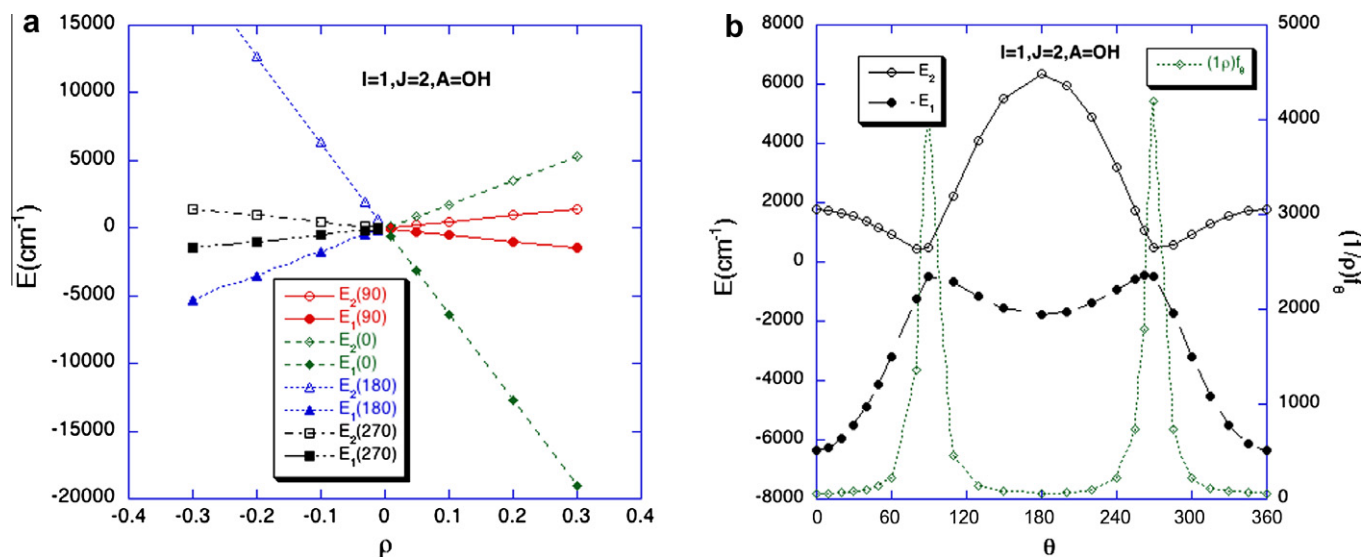 a
I=1,J=2,A=OH
E(cm⁻¹)
15000
10000
5000
0
-5000
-10000
-15000
-20000
E₂(90)
E₁(90)
E₂(0)
E₁(0)
E₂(180)
E₁(180)
E₂(270)
E₁(270)
-0.4 -0.3 -0.2 -0.1 0 0.1 0.2 0.3 0.4
ρ
b
I=1,J=2,A=OH
E₂
E₁
(1ρ)f_θ
E(cm⁻¹)
8000
6000
4000
2000
0
-2000
-4000
-6000
-8000
5000
4000
3000
2000
1000
0
(1/ρ)f_θ
0 60 120 180 240 300 360
θ